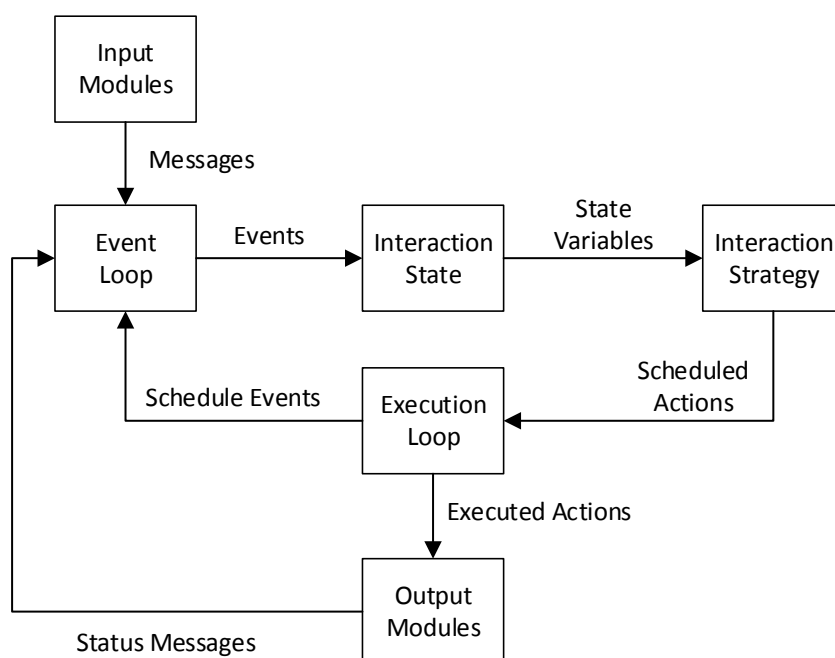 Input
Modules
Messages
Event
Loop
Events
Interaction
State
State
Variables
Interaction
Strategy
Schedule Events
Execution
Loop
Scheduled
Actions
Executed Actions
Output
Modules
Status Messages